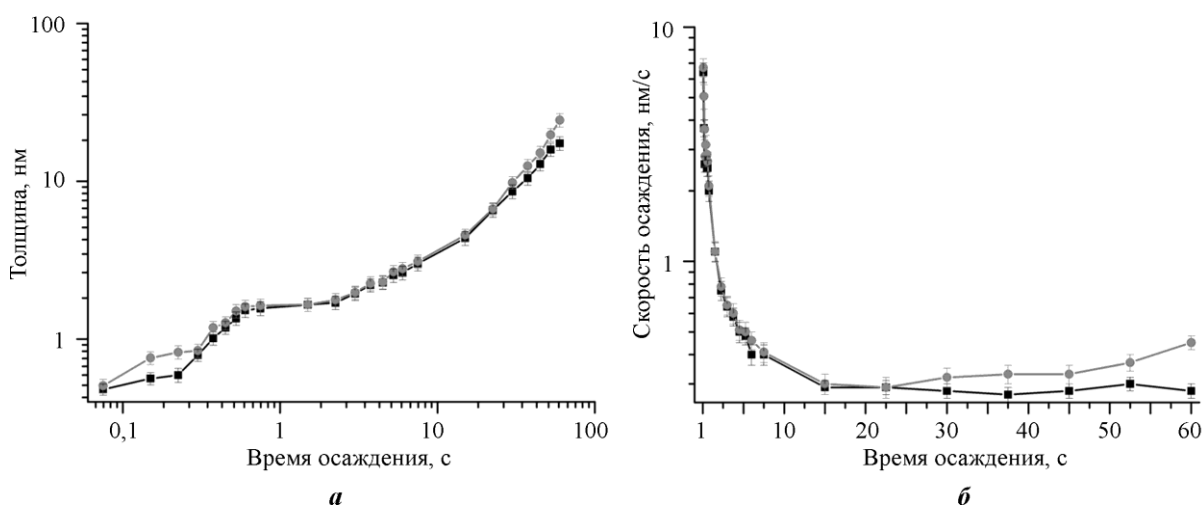 100
10
1
Толщина, нм
0,1 1 10 100
Время осаждения, с
а
10
1
Скорость осаждения, нм/с
1 10 20 30 40 50 60
Время осаждения, с
б